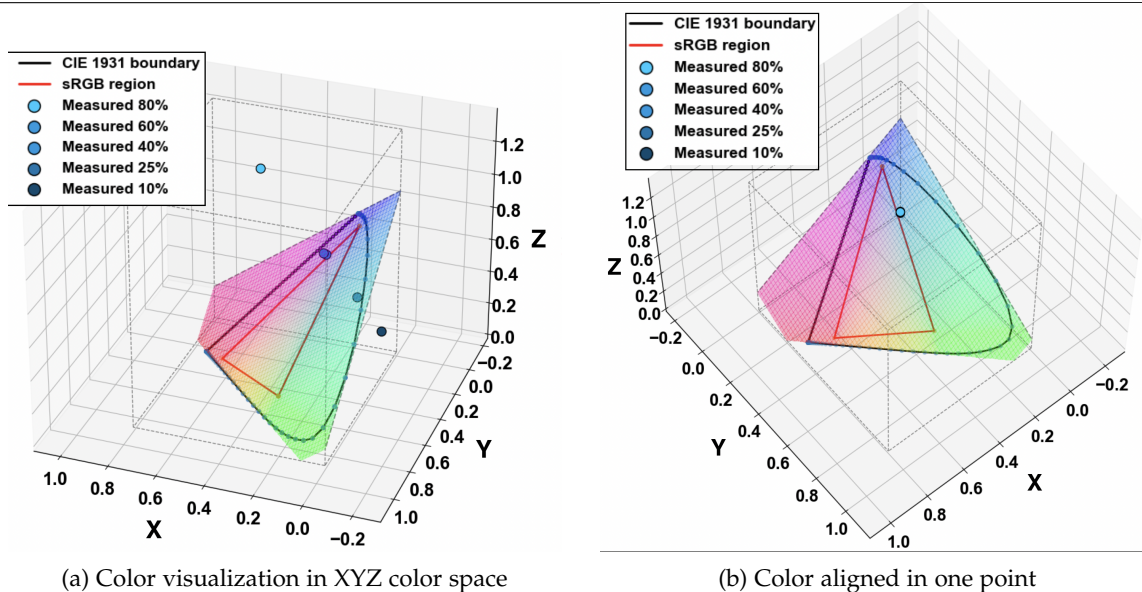 CIE 1931 boundary
sRGB region
Measured 80%
Measured 60%
Measured 40%
Measured 25%
Measured 10%
1.2
1.0
0.8
0.6
0.4
0.2
0.0
Z
−0.2
0.0
0.2
0.4
0.6
0.8
1.0
Y
1.0
0.8
0.6
0.4
0.2
0.0
−0.2
X
(a) Color visualization in XYZ color space
CIE 1931 boundary
sRGB region
Measured 80%
Measured 60%
Measured 40%
Measured 25%
Measured 10%
1.2
1.0
0.8
0.6
0.4
0.2
0.0
Z
−0.2
0.0
0.2
0.4
0.6
0.8
1.0
Y
−0.2
0.0
0.2
0.4
0.6
0.8
1.0
X
(b) Color aligned in one point